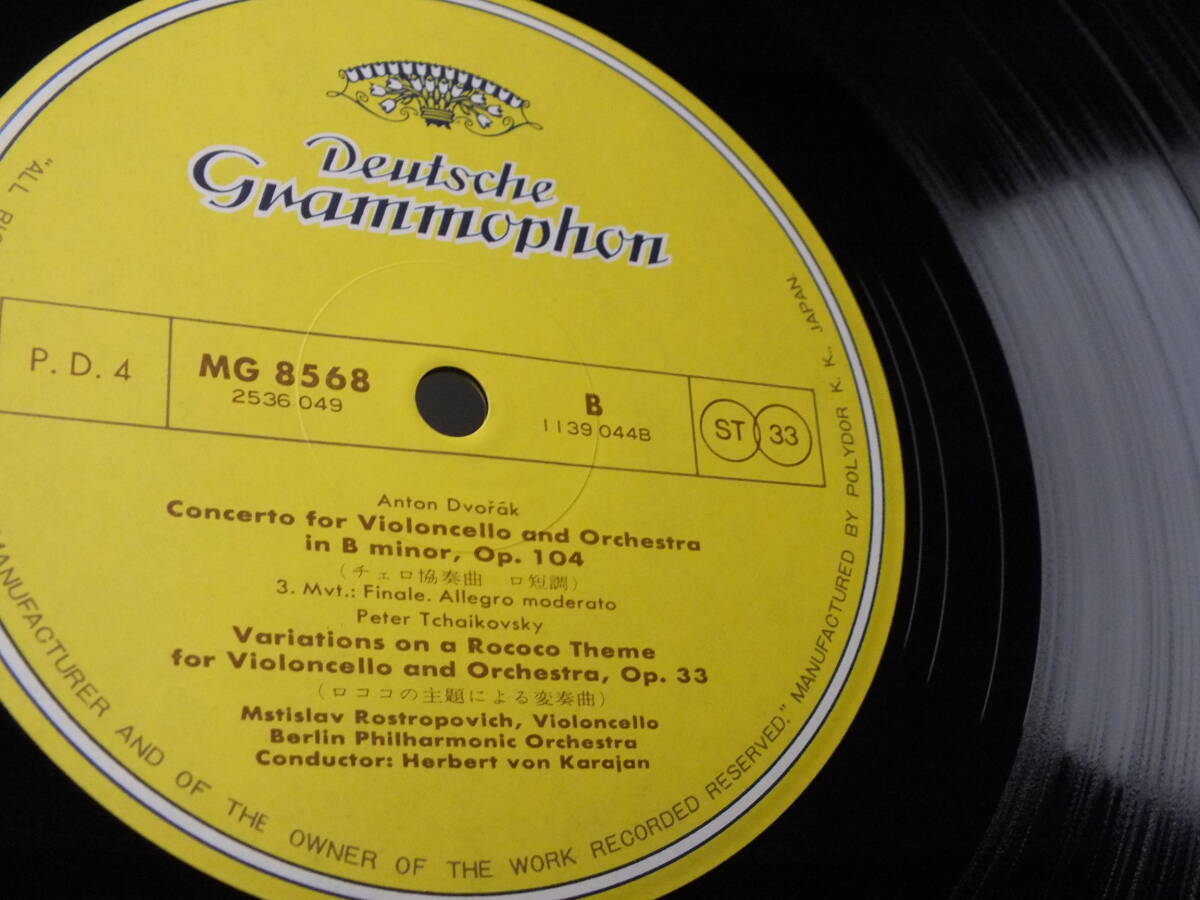 Deutsche
Grammophon
P. D. 4
MG 8568
2536 049
B
1139 044B
ST 33
Anton Dvořák
Concerto for Violoncello and Orchestra
in B minor, Op. 104
(チェロ協奏曲 ロ短調)
3. Mvt.: Finale. Allegro moderato
Peter Tchaikovsky
Variations on a Rococo Theme
for Violoncello and Orchestra, Op. 33
(ロココの主題による変奏曲)
Mstislav Rostropovich, Violoncello
Berlin Philharmonic Orchestra
Conductor: Herbert von Karajan
"ALL
MANUFACTURER AND OF THE OWNER OF THE WORK RECORDED RESERVED." MANUFACTURED BY POLYDOR K. K., JAPAN.